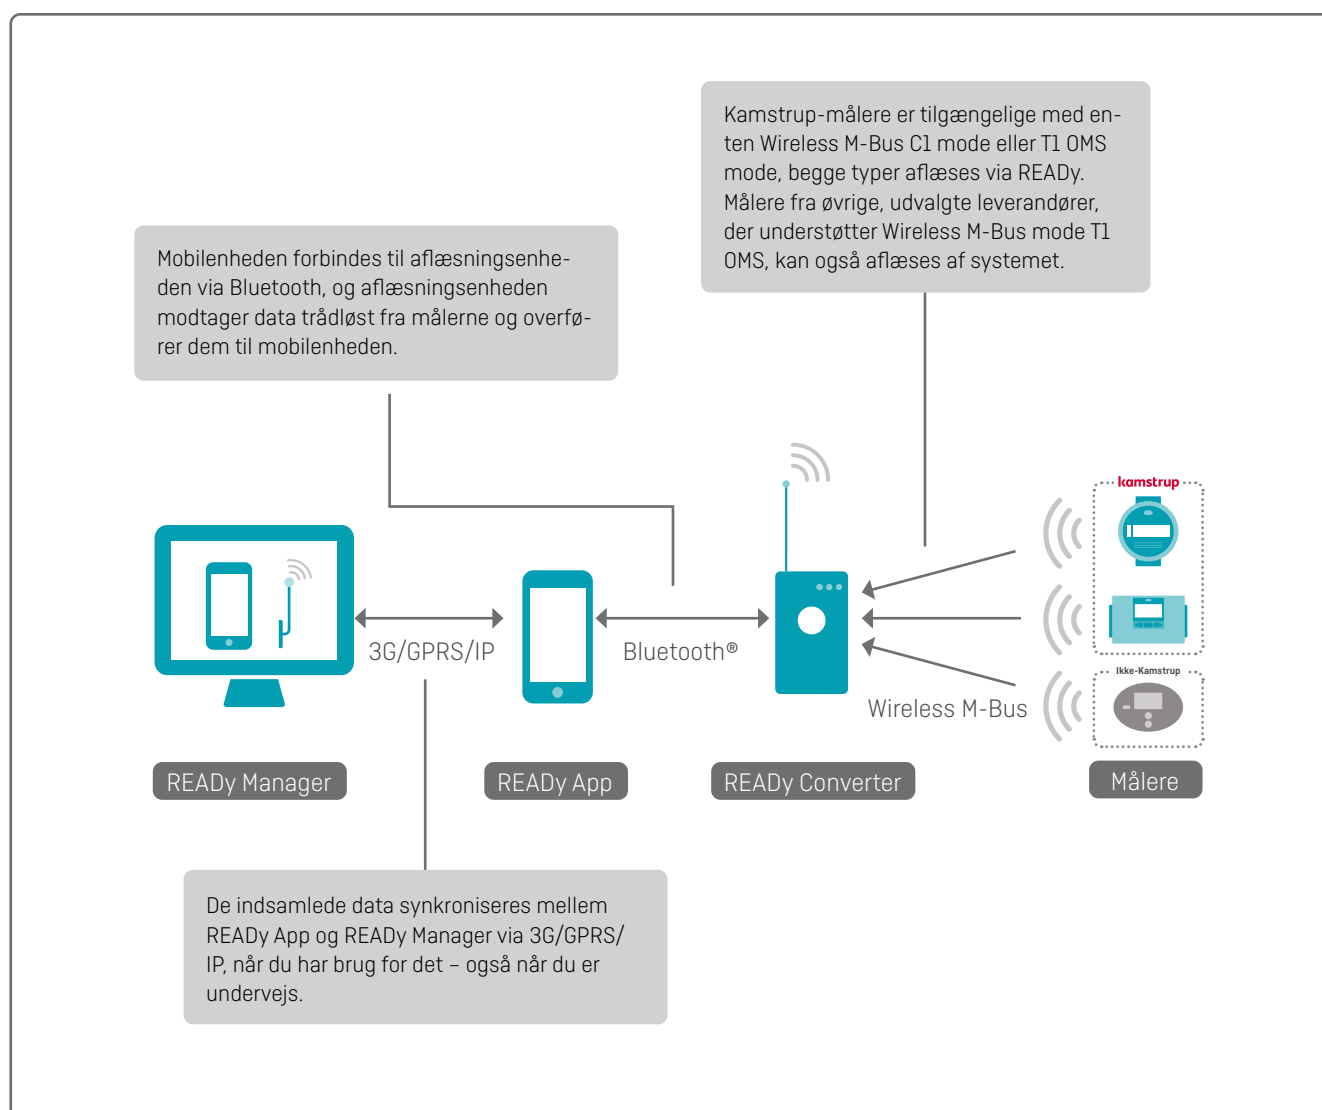 Kamstrup-målere er tilgængelige med en-
ten Wireless M-Bus C1 mode eller T1 OMS
mode, begge typer aflæses via READy.
Målere fra øvrige, udvalgte leverandører,
der understøtter Wireless M-Bus mode T1
OMS, kan også aflæses af systemet.
Mobilenheden forbindes til aflæsningsenhe-
den via Bluetooth, og aflæsningsenheden
modtager data trådløst fra målerne og overfø-
rer dem til mobilenheden.
kamstrup
3G/GPRS/IP
Bluetooth®
Ikke-Kamstrup
Wireless M-Bus
READy Manager
READy App
READy Converter
Målere
De indsamlede data synkroniseres mellem
READy App og READy Manager via 3G/GPRS/
IP, når du har brug for det – også når du er
undervejs.